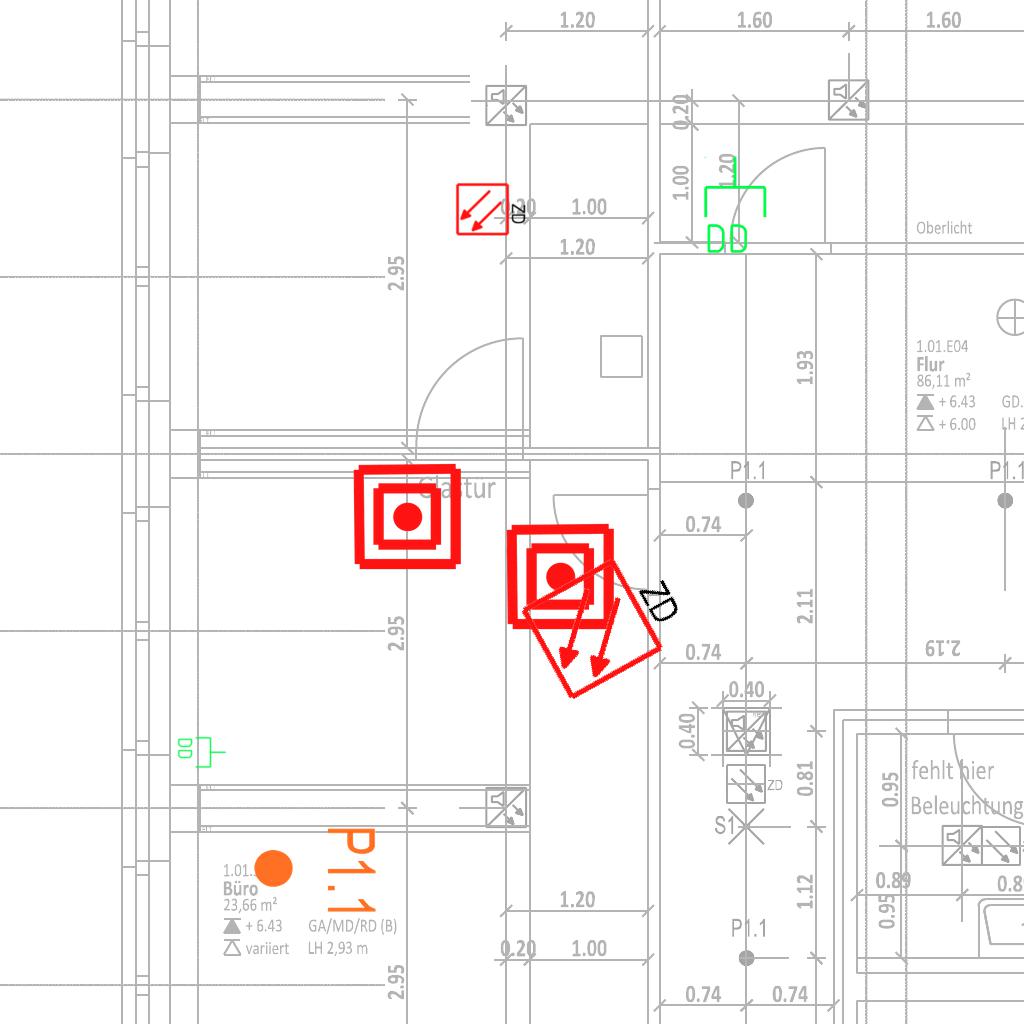 1.20
1.60
1.60
0.20
1.00
1.20
ZD
0.20
1.00
DD
Oberlicht
1.20
2.95
1.01.E04
Flur
86,11 m²
+ 6.43
GD.
+ 6.00
LH 2
1.93
P1.1
P1.1
Glastür
0.74
ZD
2.11
2.95
0.74
2.19
0.40
0.40
DD
fehlt hier
Beleuchtung
0.81
ZD
0.95
S1
P1.1
1.01.
Büro
23,66 m²
+ 6.43
GA/MD/RD (B)
variiert
LH 2,93 m
1.20
0.89
0.8
0.95
1.12
P1.1
0.20
1.00
2.95
0.74
0.74